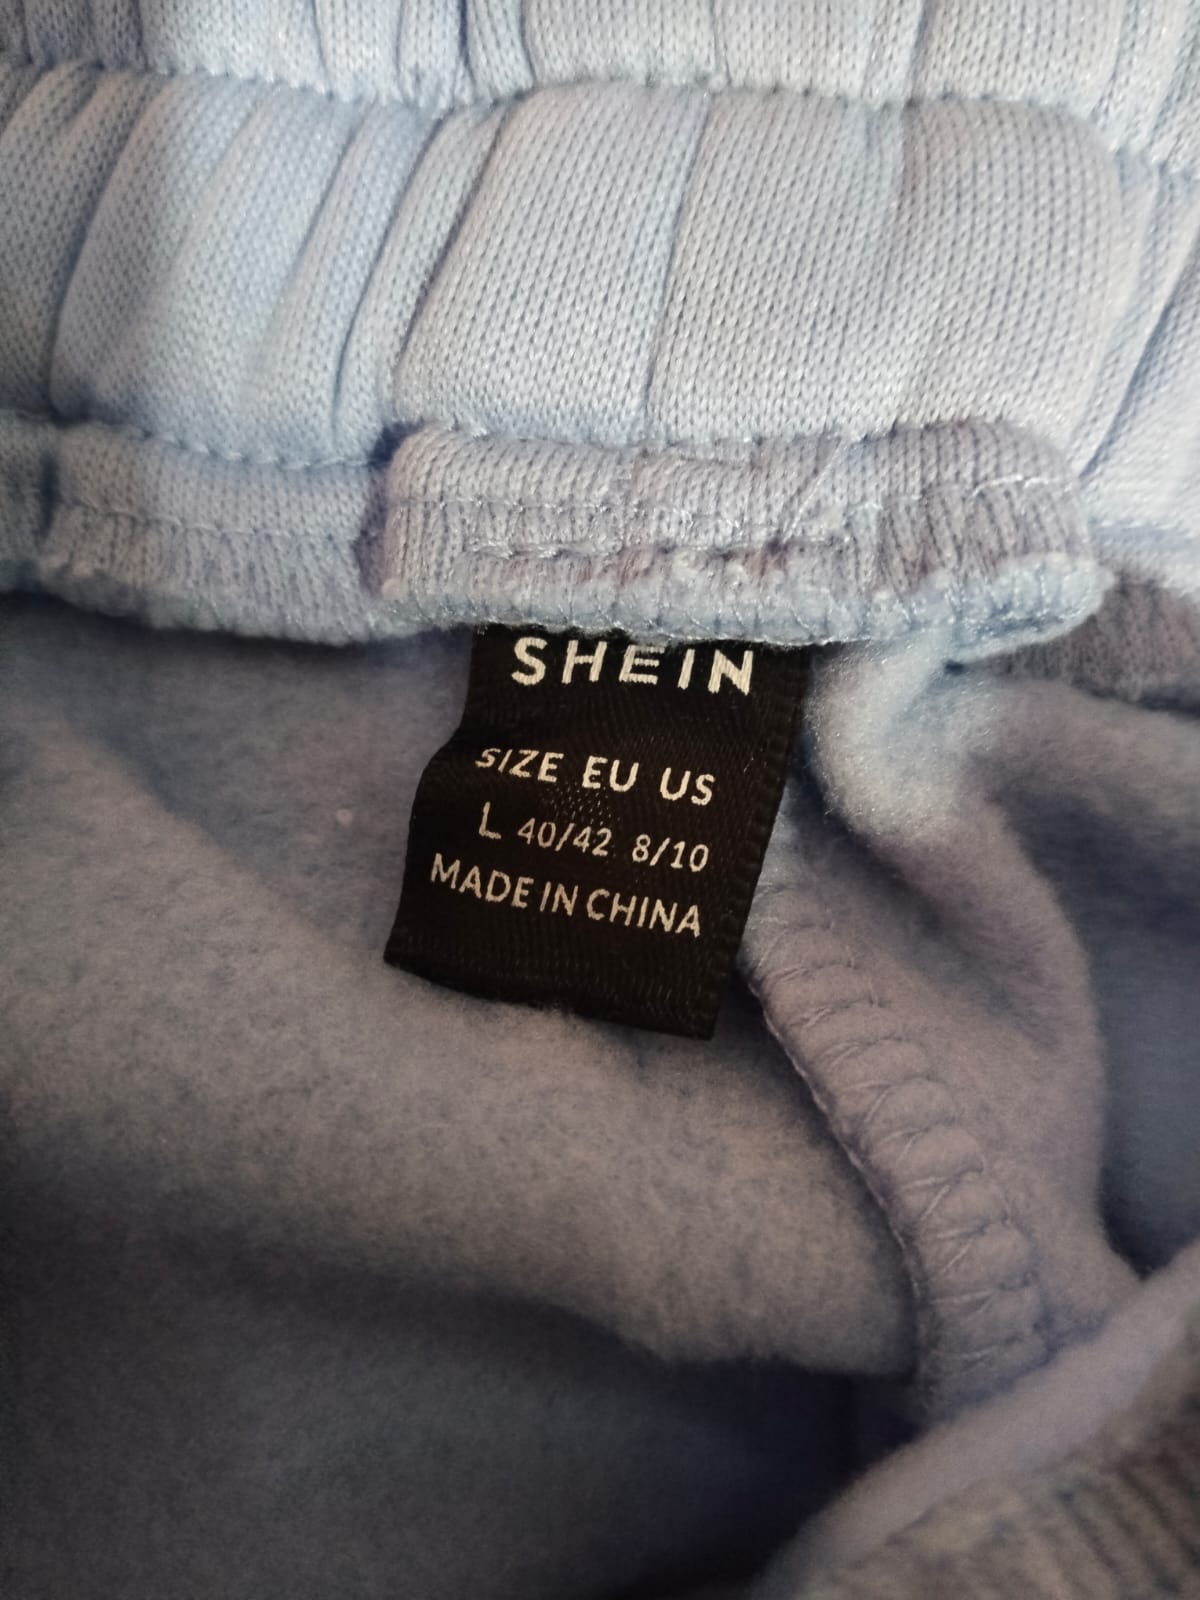 SHEIN
SIZE EU US
L 40/42 8/10
MADE IN CHINA